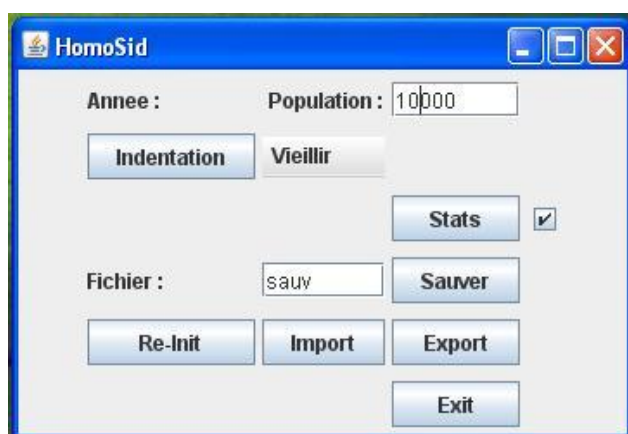 HomoSid
Annee : Population : 10000
Indentation Vieillir
Stats
Fichier : sauv Sauver
Re-Init Import Export
Exit